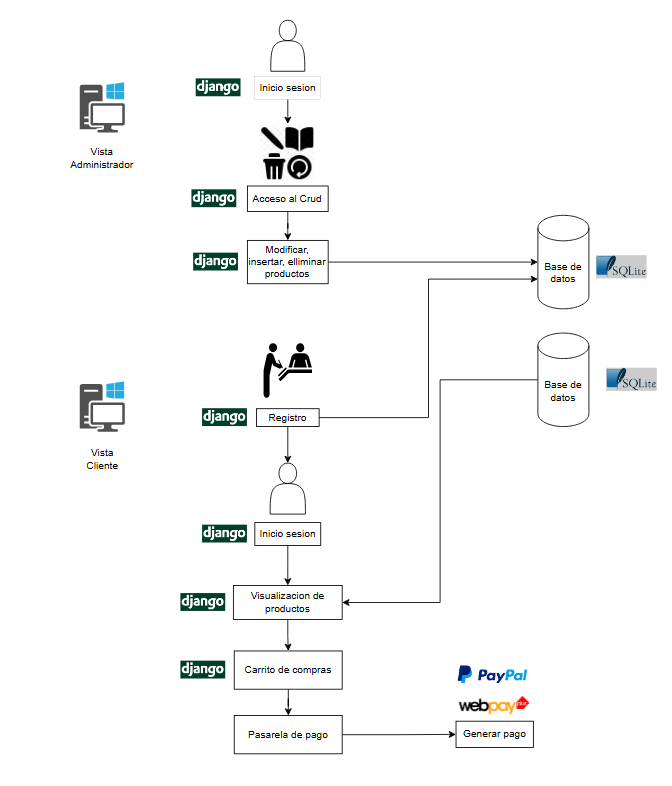 django
Inicio sesion
Vista
Administrador
django
Acceso al Crud
django
Modificar,
insertar, elliminar
productos
Base de
datos
SQLite
Base de
datos
SQLite
django
Registro
Vista
Cliente
django
Inicio sesion
django
Visualizacion de
productos
django
Carrito de compras
PayPal
webpay
plus
Pasarela de pago
Generar pago